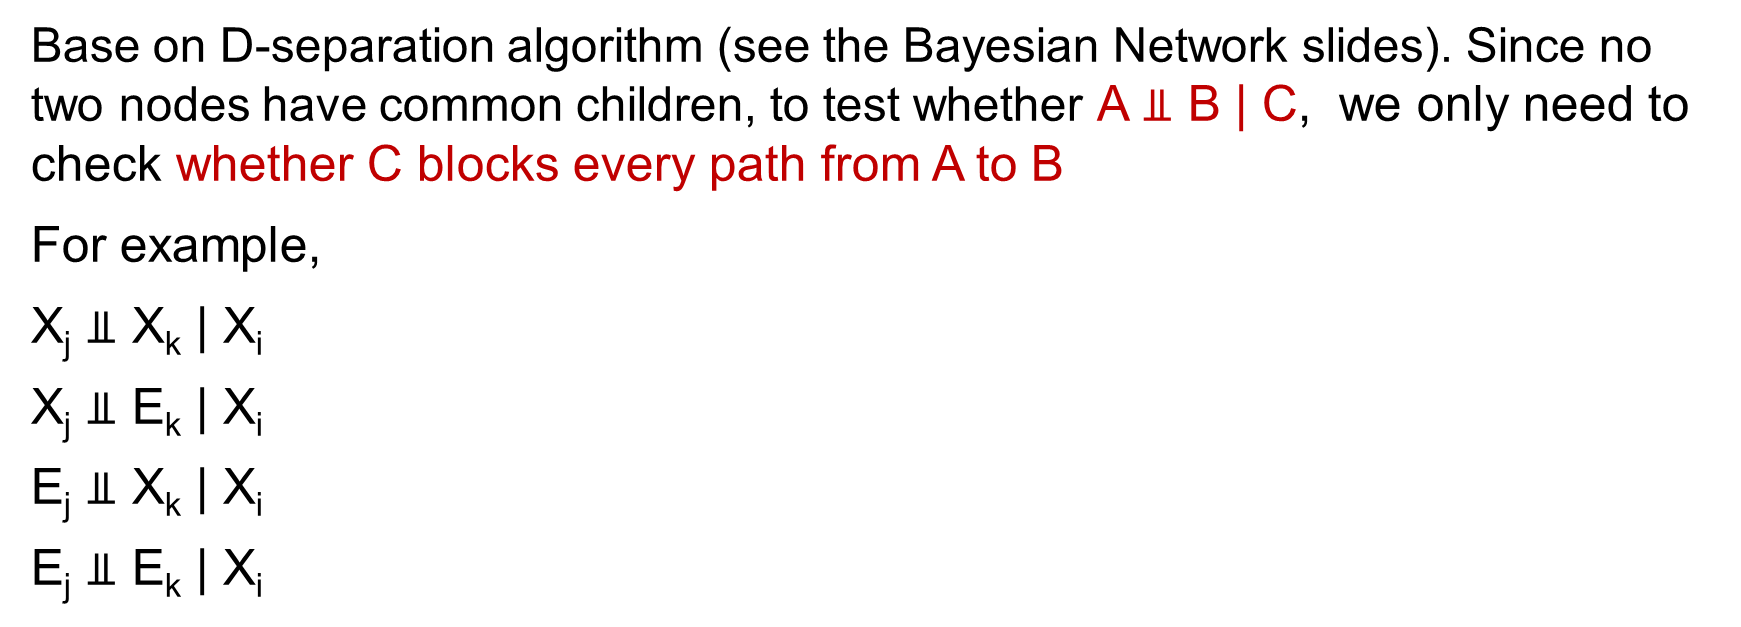 Base on D-separation algorithm (see the Bayesian Network slides). Since no
two nodes have common children, to test whether A ⫫ B | C,  we only need to
check whether C blocks every path from A to B
For example,
Xj ⫫ Xk | Xi
Xj ⫫ Ek | Xi
Ej ⫫ Xk | Xi
Ej ⫫ Ek | Xi